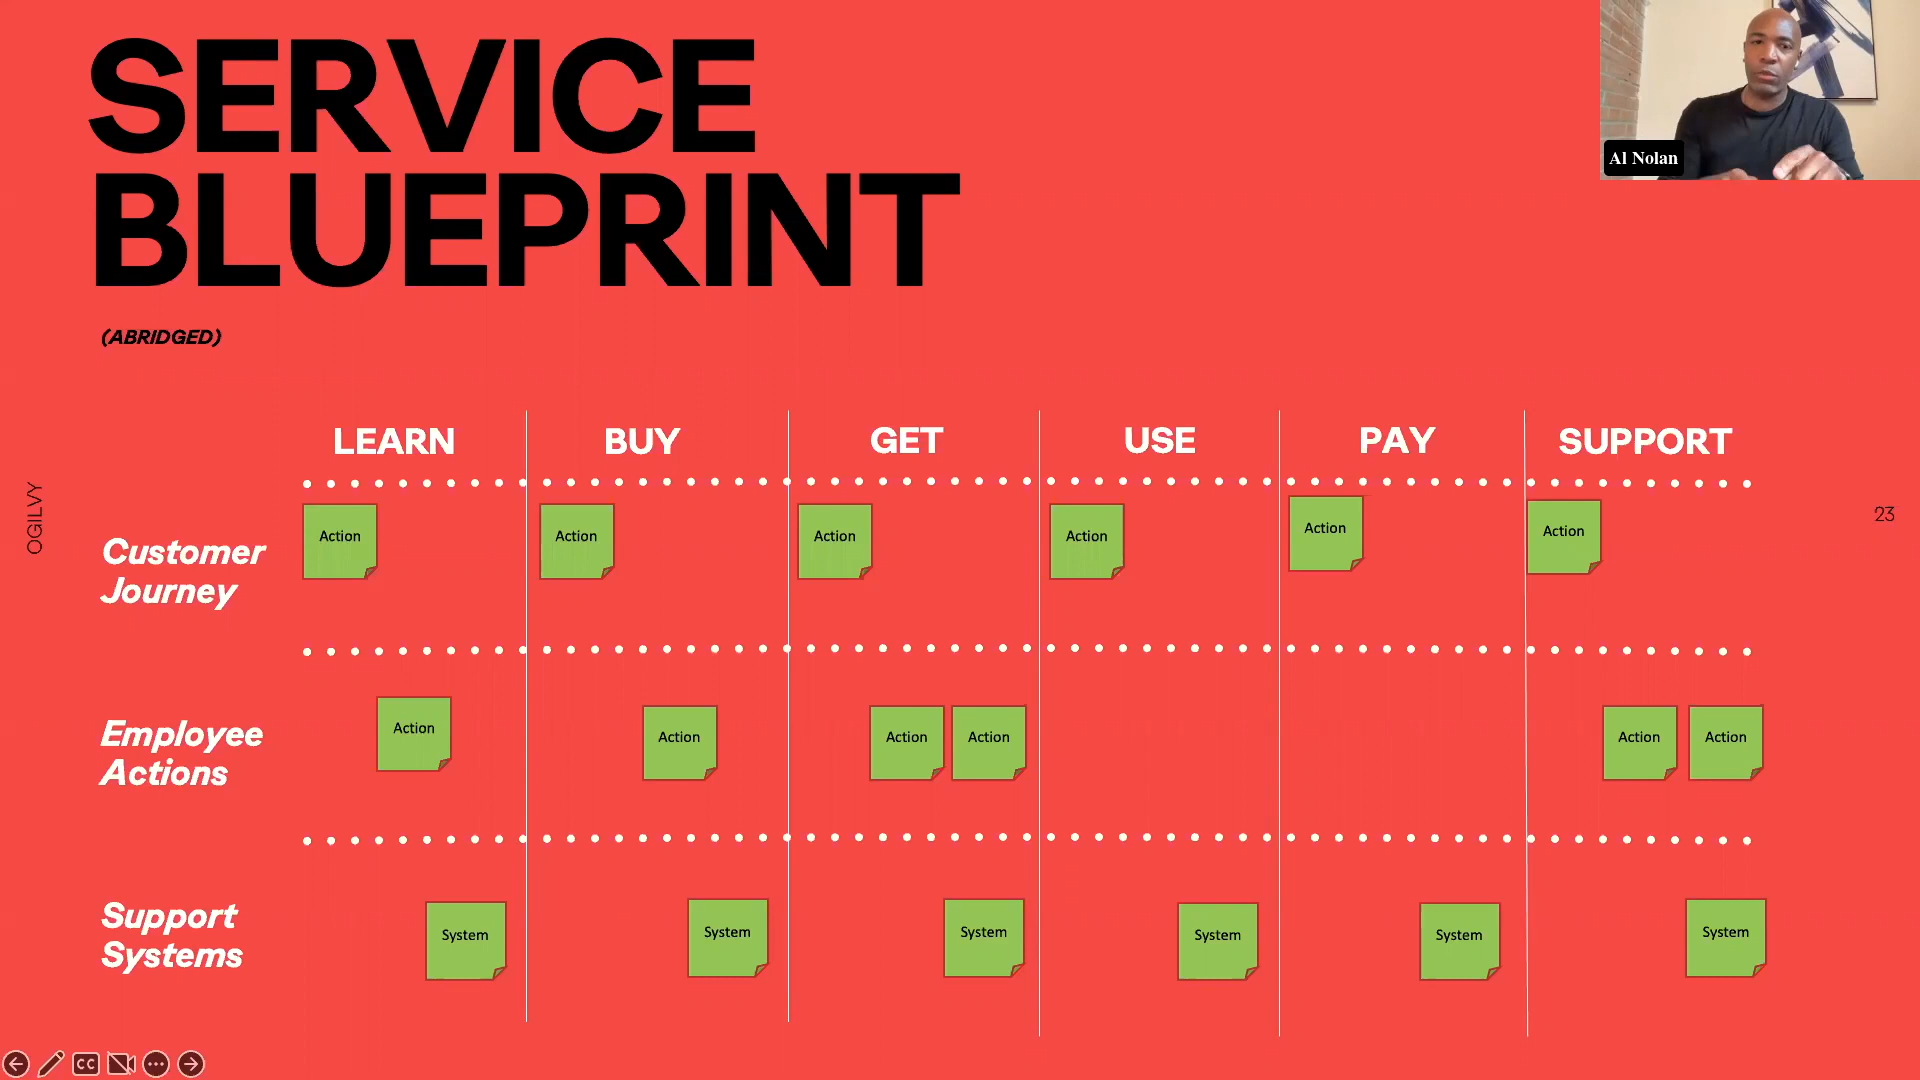 SERVICE
BLUEPRINT
(ABRIDGED)
Al Nolan
LEARN BUY GET USE PAY SUPPORT
Customer
Journey
Action Action Action Action Action Action
Employee
Actions
Action Action Action Action Action Action
Support
Systems
System System System System System System
OGILVY
23
CC